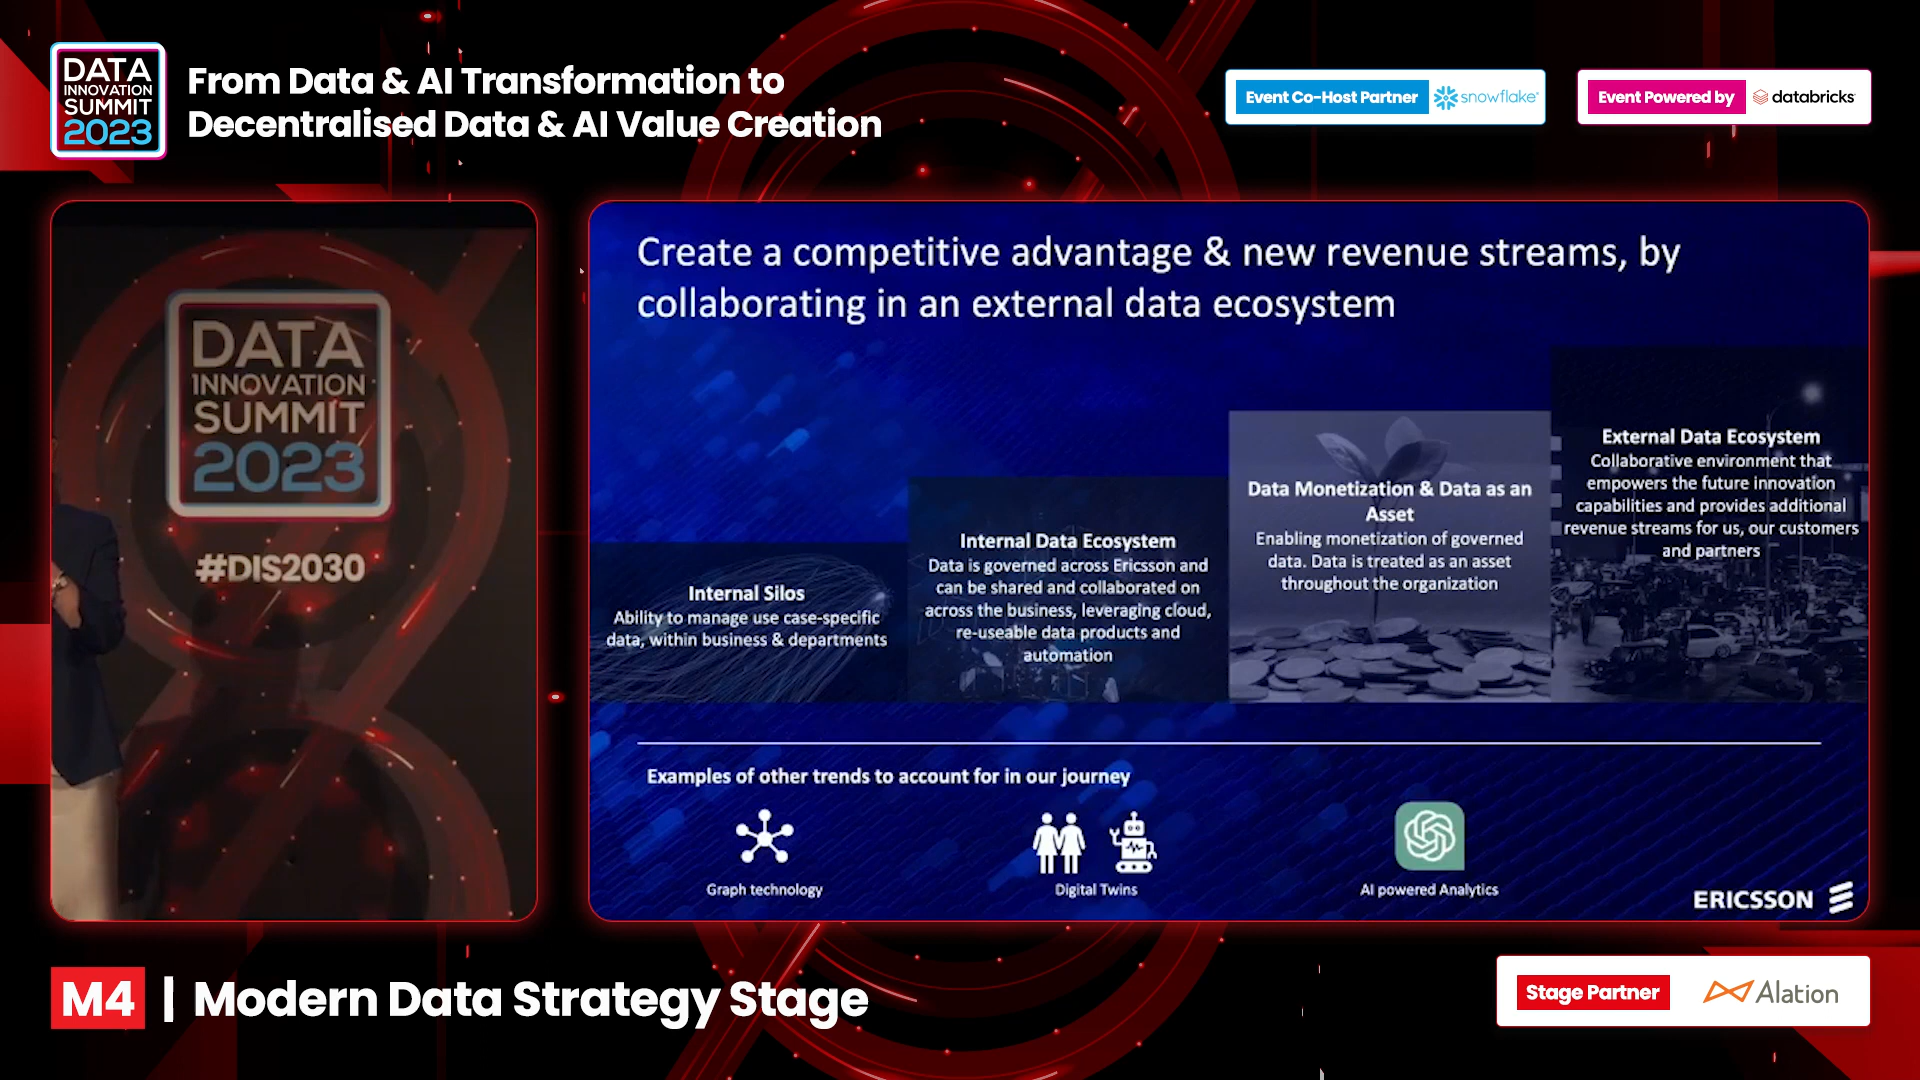 DATA
INNOVATION
SUMMIT
2023
From Data & AI Transformation to
Decentralised Data & AI Value Creation
Event Co-Host Partner
snowflake
Event Powered by
databricks
DATA
INNOVATION
SUMMIT
2023
#DIS2030
Create a competitive advantage & new revenue streams, by
collaborating in an external data ecosystem
Internal Silos
Ability to manage use case-specific
data, within business & departments
Internal Data Ecosystem
Data is governed across Ericsson and
can be shared and collaborated on
across the business, leveraging cloud,
re-useable data products and
automation
Data Monetization & Data as an
Asset
Enabling monetization of governed
data. Data is treated as an asset
throughout the organization
External Data Ecosystem
Collaborative environment that
empowers the future innovation
capabilities and provides additional
revenue streams for us, our customers
and partners
Examples of other trends to account for in our journey
Graph technology
Digital Twins
AI powered Analytics
ERICSSON
M4 | Modern Data Strategy Stage
Stage Partner
Alation